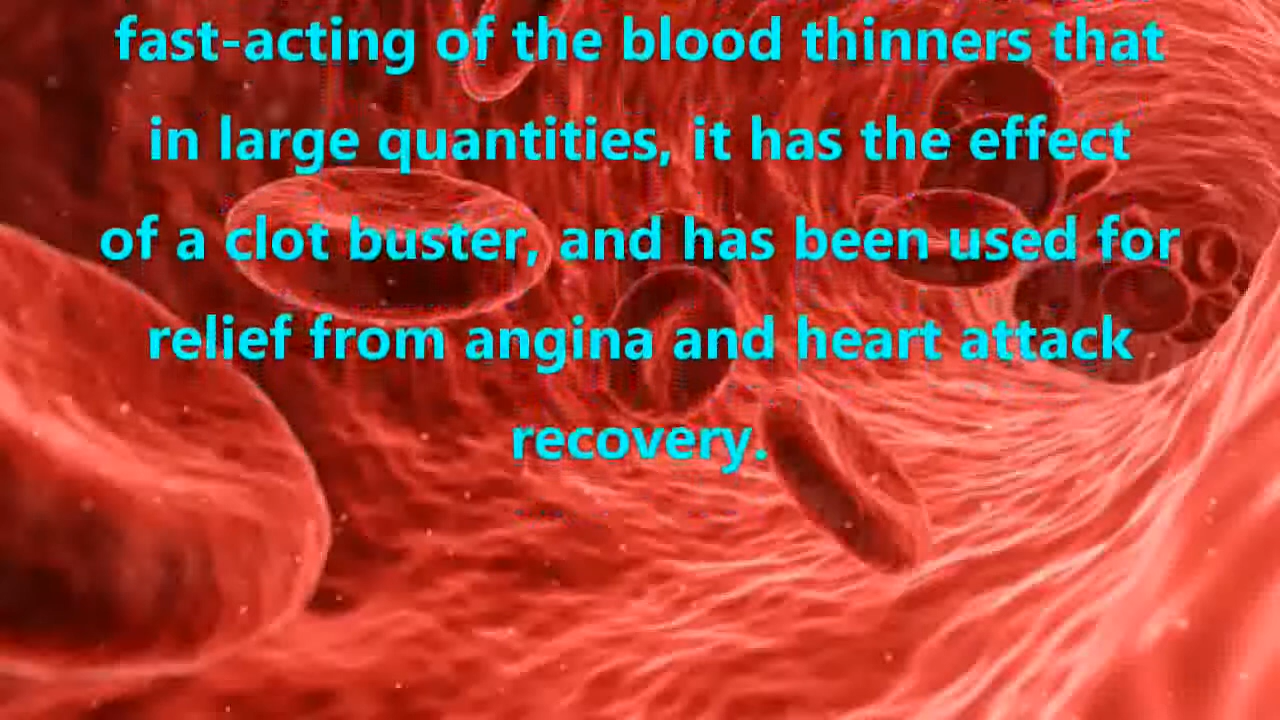 fast-acting of the blood thinners that
in large quantities, it has the effect
of a clot buster, and has been used for
relief from angina and heart attack
recovery.